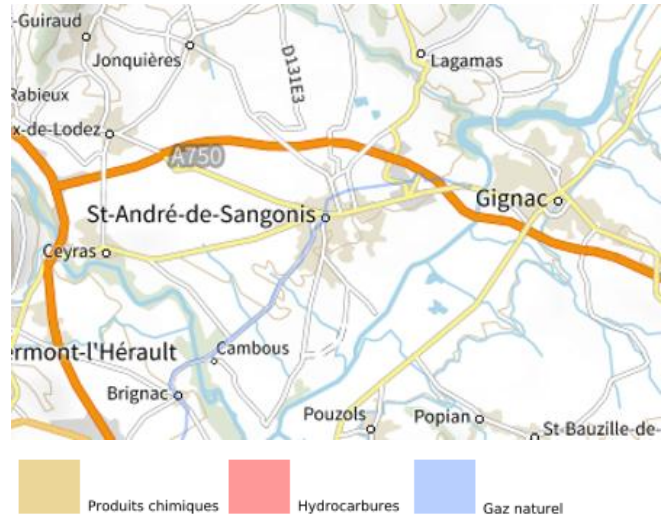 -Guiraud
Jonquières
D131E3
Lagamas
Rabieux
x-de-Lodez
A750
Gignac
St-André-de-Sangonis
Ceyras
ermont-l'Hérault
Cambous
Brignac
Pouzols
Popian
St-Bauzille-de-
Produits chimiques
Hydrocarbures
Gaz naturel